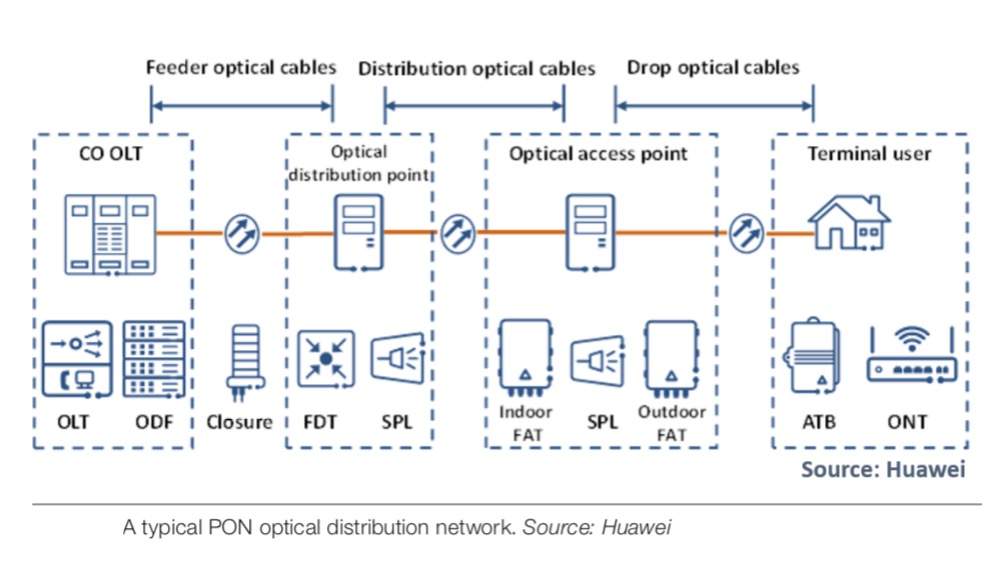 Feeder optical cables
Distribution optical cables
Drop optical cables
CO OLT
Optical
distribution point
Optical access point
Terminal user
OLT
ODF
Closure
FDT
SPL
Indoor
FAT
SPL
Outdoor
FAT
ATB
ONT
Source: Huawei
A typical PON optical distribution network. Source: Huawei